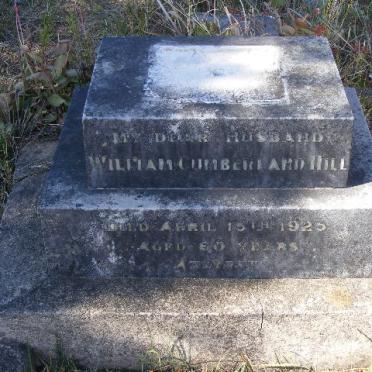 MY DEAR HUSBAND
WILLIAM CUMBERLAND HILL
DIED APRIL 15TH 1925
AGED 60 YEARS